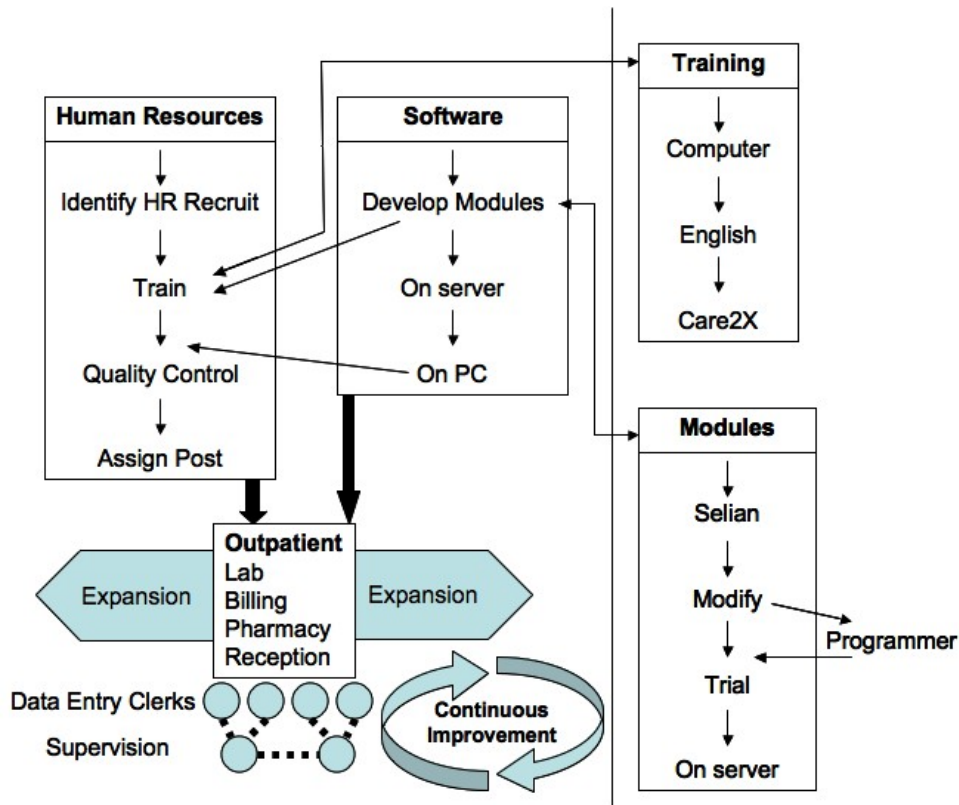 Human Resources
Identify HR Recruit
Train
Quality Control
Assign Post
Software
Develop Modules
On server
On PC
Training
Computer
English
Care2X
Modules
Selian
Modify
Programmer
Trial
On server
Expansion
Outpatient
Lab
Billing
Pharmacy
Reception
Expansion
Data Entry Clerks
Supervision
Continuous
Improvement